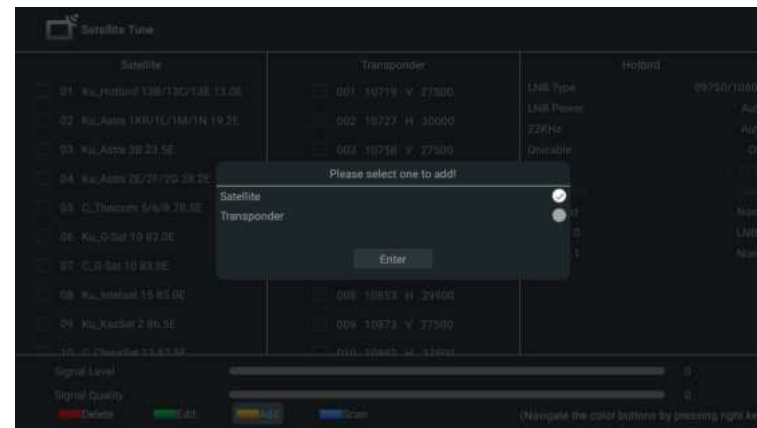 Satellite Tune
Satellite
Transponder
Hotbird
01 Ku_Hotbird 13B/13C/13E 13.0E
001 10719 V 27500
LNB Type
LNB Power
02 Ku_Astra 1KR/1L/1M/1N 19.2E
002 10727 H 30000
22KHz
03 Ku_Astra 3B 23.5E
003 10758 V 27500
Unicable
Please select one to add!
04 Ku_Astra 2E/2F/2G 28.2E
Satellite
Transponder
05 C_Thaicom 5/6/8 78.5E
06 Ku_G-Sat 10 83.0E
Enter
07 C_G-Sat 10 83.0E
08 Ku_Intelsat 15 85.0E
008 10853 H 29900
09 Ku_KazSat 2 86.5E
009 10873 V 27500
Signal Level 0
Signal Quality 0
Delete Edit Add Scan
(Navigate the color buttons by pressing right ke